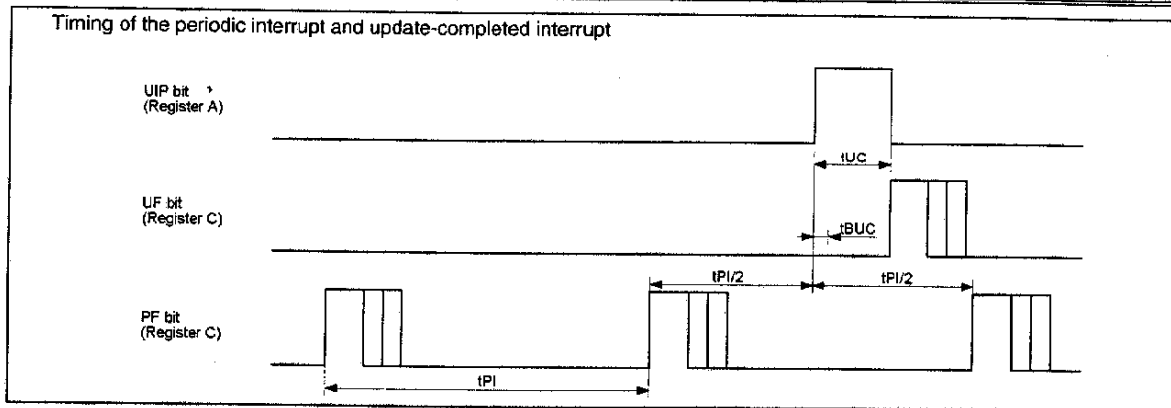 Timing of the periodic interrupt and update-completed interrupt
UIP bit
(Register A)
tUC
UF bit
(Register C)
tBUC
tPI/2
tPI/2
PF bit
(Register C)
tPI